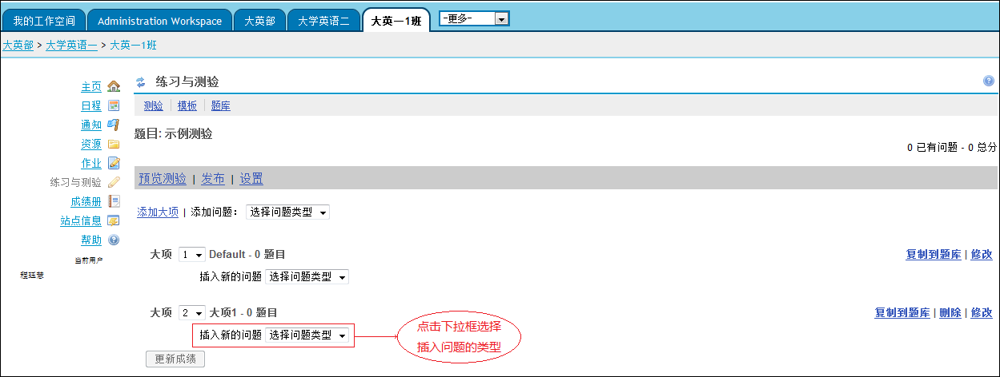 我的工作空间 Administration Workspace 大英部 大学英语二 大英一1班 -更多-
大英部 > 大学英语一 > 大英一1班
主页
日程
通知
资源
作业
练习与测验
成绩册
站点信息
帮助
当前用户
程珏慧
练习与测验
测验 模板 题库
题目: 示例测验
0 已有问题 - 0 总分
预览测验 | 发布 | 设置
添加大项 | 添加问题: 选择问题类型
大项 1 Default - 0 题目 复制到题库 | 修改
插入新的问题 选择问题类型
大项 2 大项1 - 0 题目 复制到题库 | 删除 | 修改
插入新的问题 选择问题类型
点击下拉框选择
插入问题的类型
更新成绩